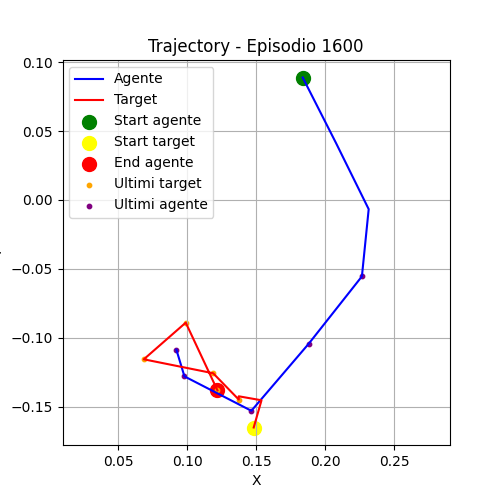 Trajectory - Episodio 1600
Agente
Target
Start agente
Start target
End agente
Ultimi target
Ultimi agente
0.10
0.05
0.00
−0.05
−0.10
−0.15
0.05
0.10
0.15
0.20
0.25
X